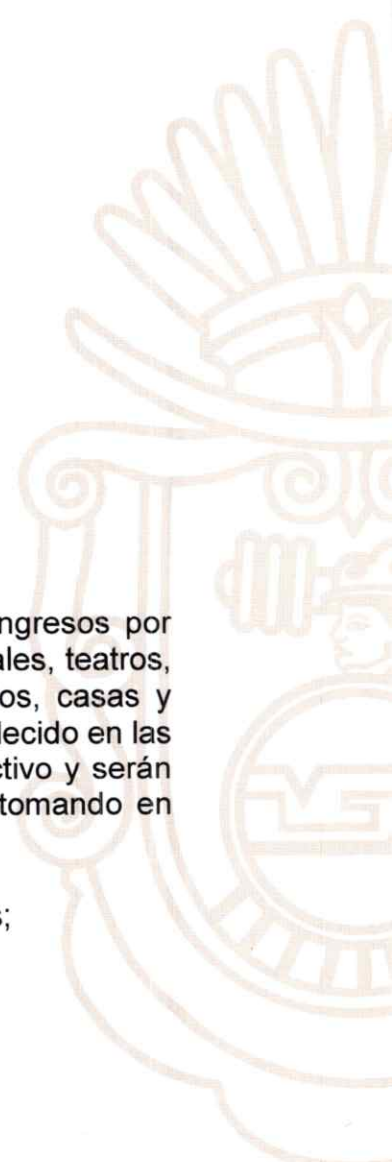 ngresos por
ales, teatros,
os, casas y
lecido en las
ctivo y serán
tomando en
s;